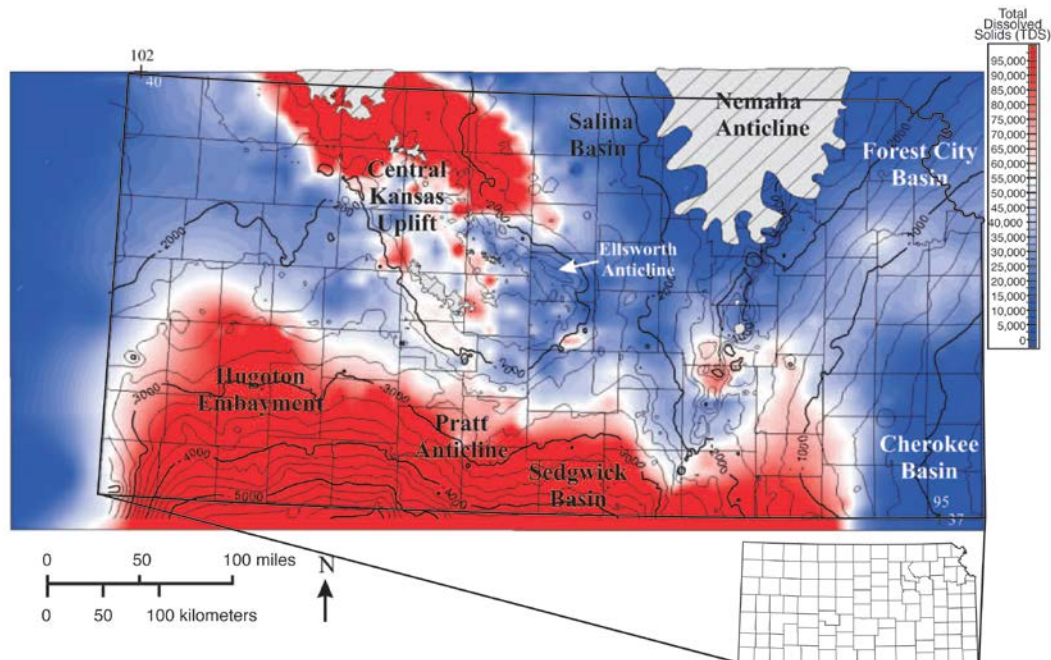 Total
Dissolved
Solids (TDS)
95,000
90,000
85,000
80,000
75,000
70,000
65,000
60,000
55,000
50,000
45,000
40,000
35,000
30,000
25,000
20,000
15,000
10,000
5,000
0
102
40
Nemaha
Anticline
Salina
Basin
Forest City
Basin
Central
Kansas
Uplift
Ellsworth
Anticline
-2000
Hugoton
Embayment
-3000
-3000
Pratt
Anticline
-4000
-4000
-5000
Sedgwick
Basin
Cherokee
Basin
95
37
0 50 100 miles
0 50 100 kilometers
N